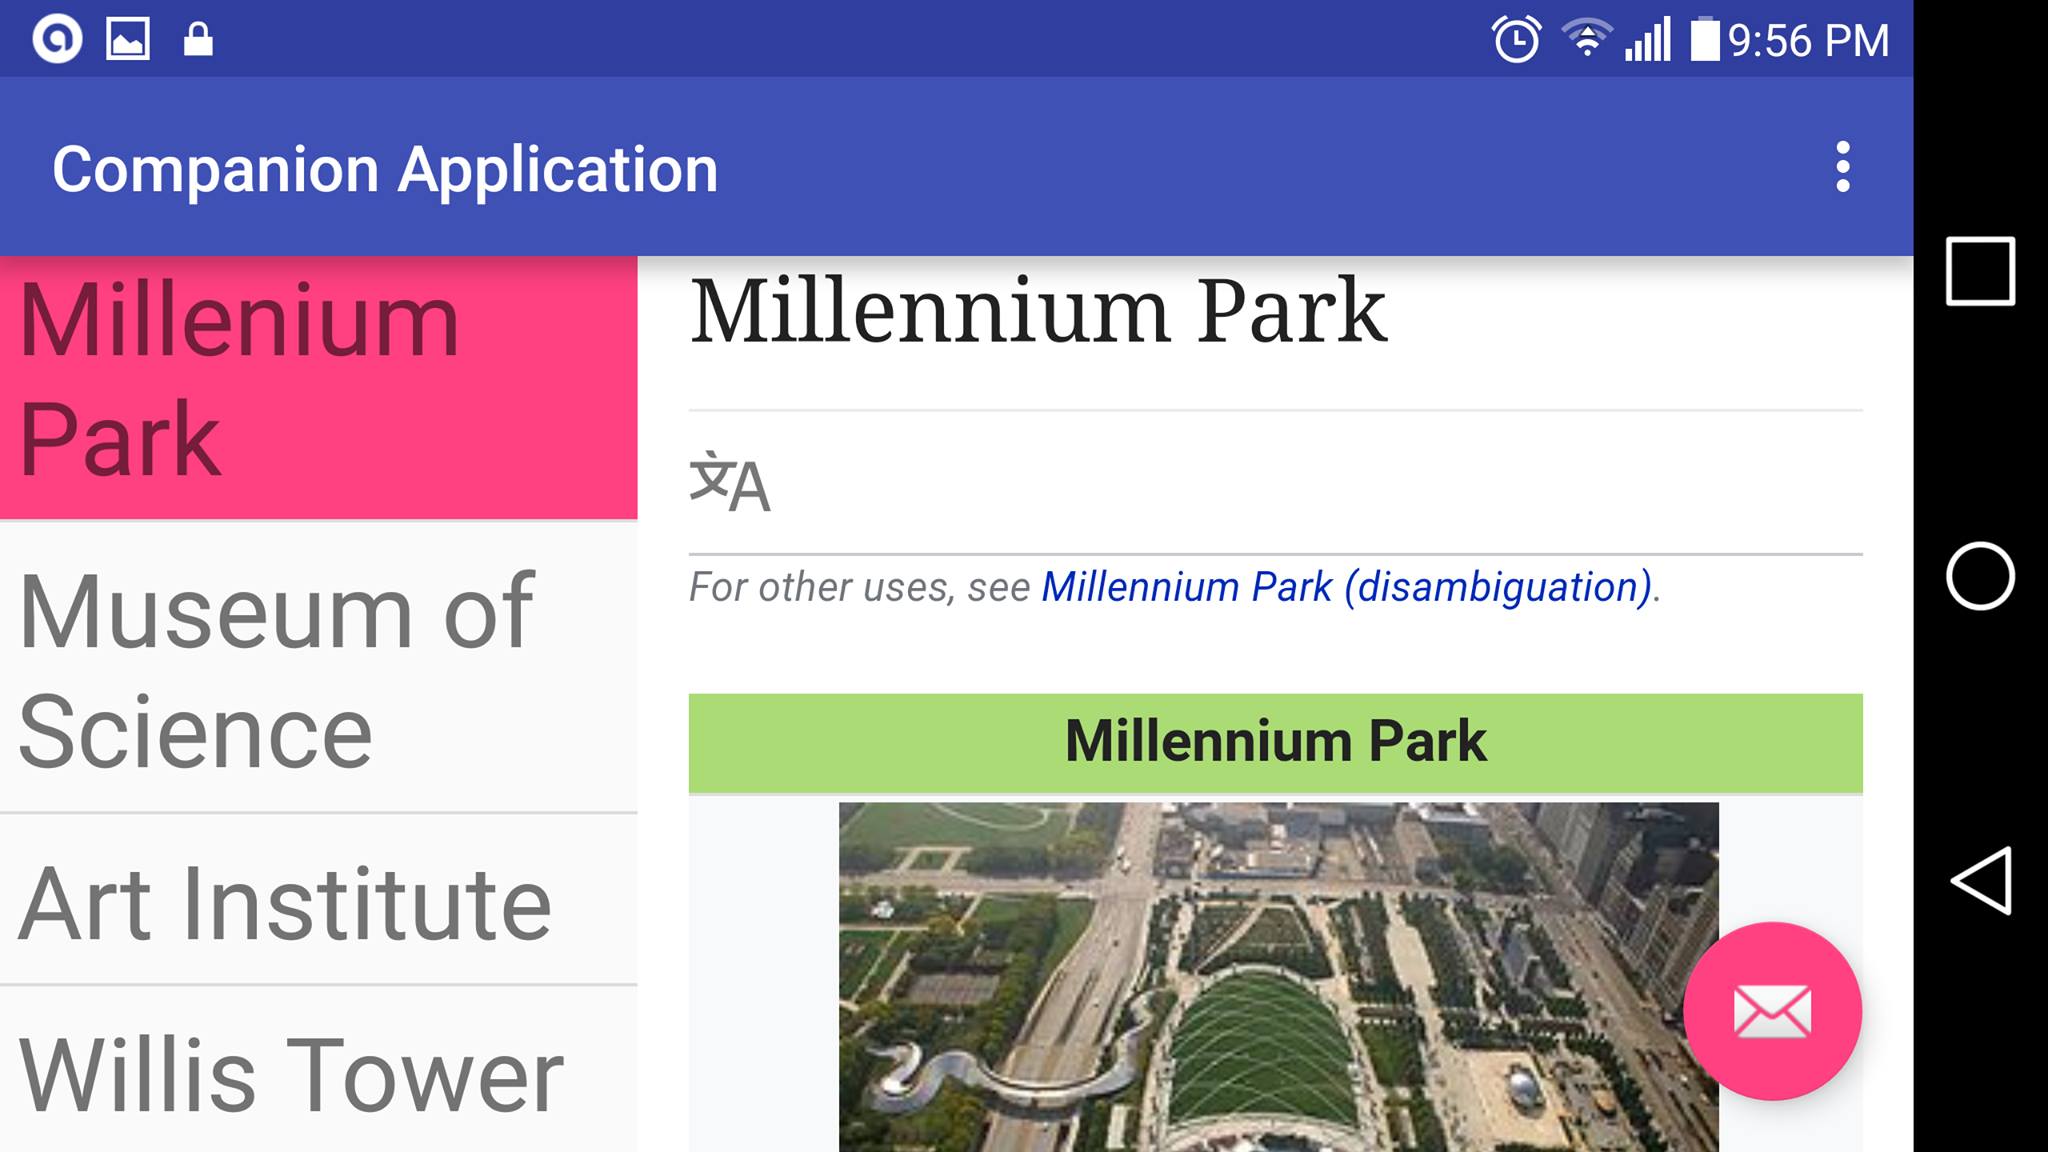 9:56 PM
Companion Application
Millenium
Park
Museum of
Science
Art Institute
Willis Tower
Millennium Park
文A
For other uses, see Millennium Park (disambiguation).
Millennium Park